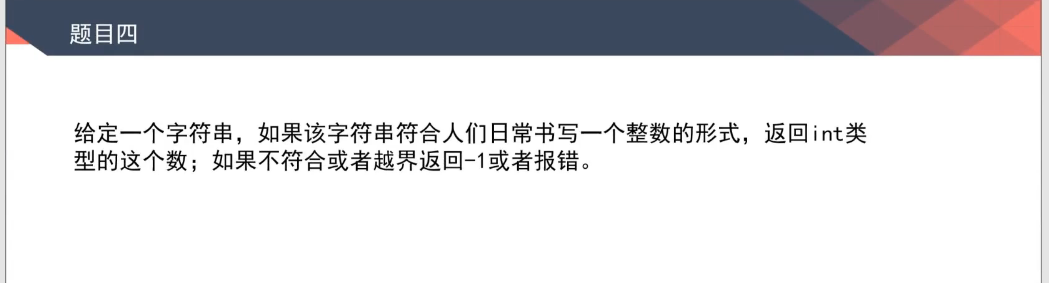 题目四
给定一个字符串，如果该字符串符合人们日常书写一个整数的形式，返回int类
型的这个数；如果不符合或者越界返回-1或者报错。